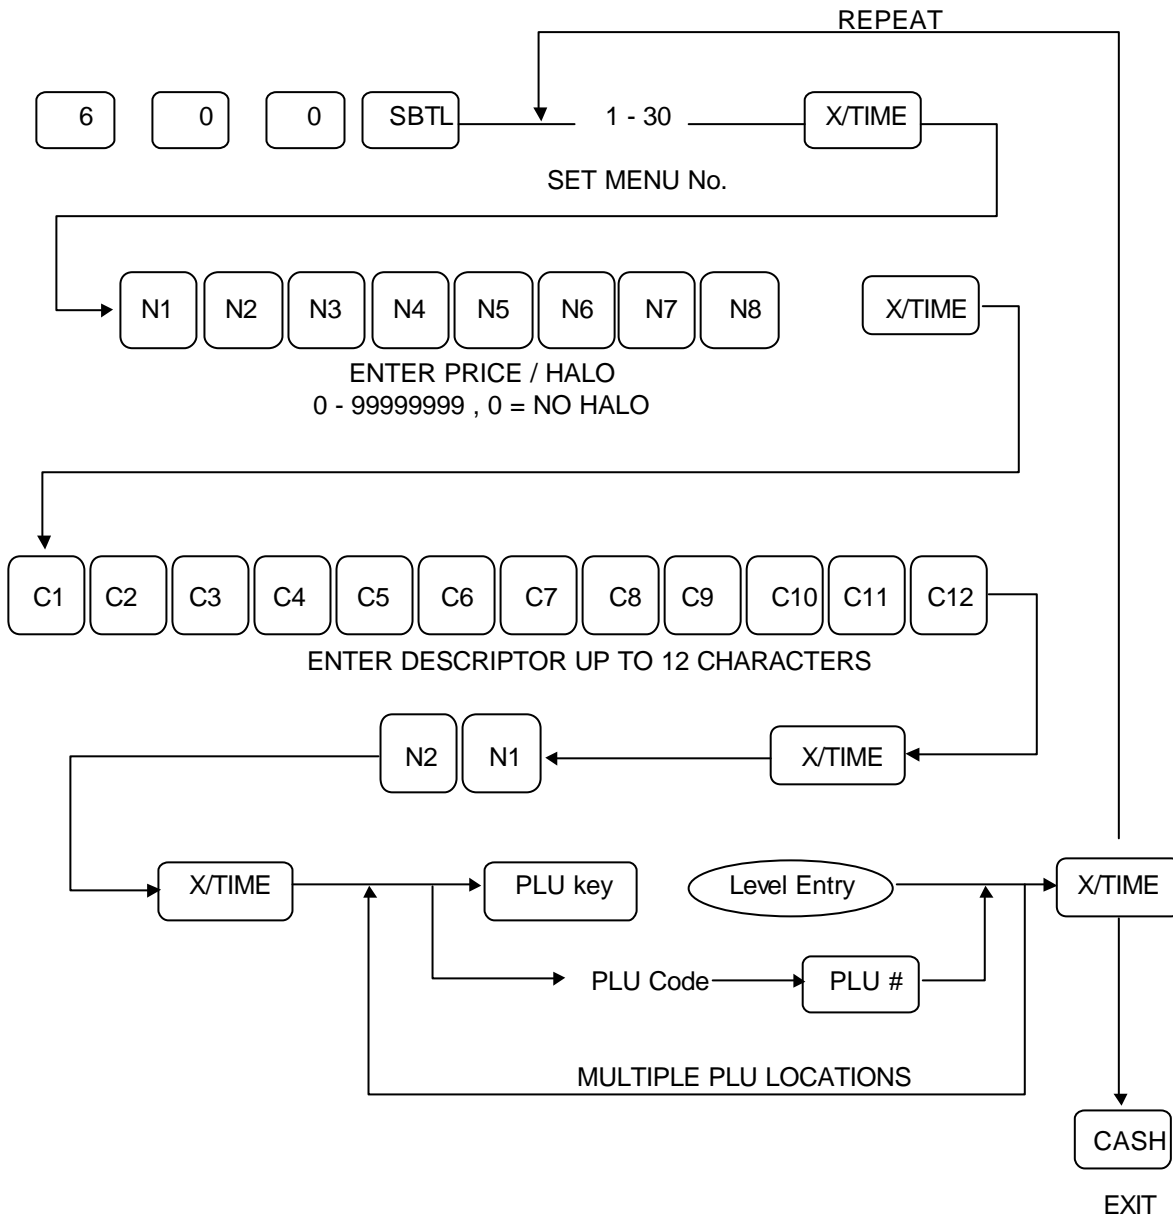 REPEAT
6 0 0 SBTL 1 - 30 X/TIME
SET MENU No.
N1 N2 N3 N4 N5 N6 N7 N8 X/TIME
ENTER PRICE / HALO
0 - 99999999 , 0 = NO HALO
C1 C2 C3 C4 C5 C6 C7 C8 C9 C10 C11 C12
ENTER DESCRIPTOR UP TO 12 CHARACTERS
N2 N1 X/TIME
X/TIME PLU key Level Entry X/TIME
PLU Code PLU #
MULTIPLE PLU LOCATIONS
CASH
EXIT